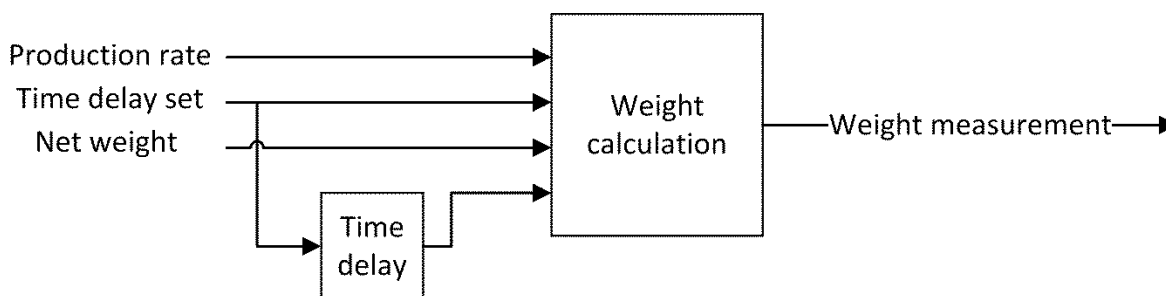 Production rate
Time delay set
Net weight
Weight
calculation
Weight measurement
Time
delay